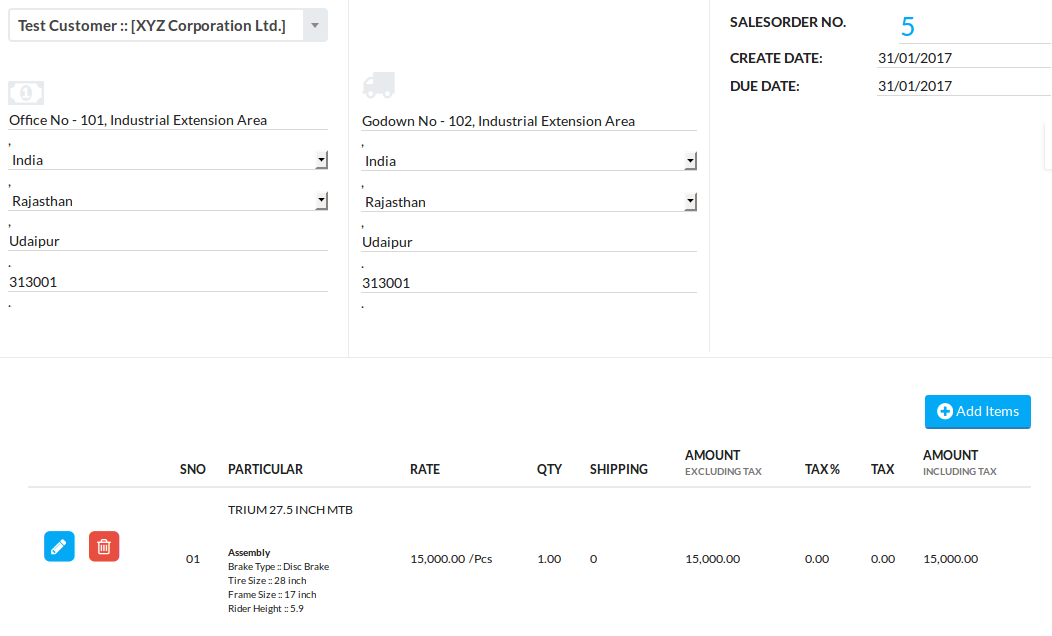 Test Customer :: [XYZ Corporation Ltd.]
1
Office No - 101, Industrial Extension Area
,
India
,
Rajasthan
,
Udaipur
.
313001
.
Godown No - 102, Industrial Extension Area
,
India
,
Rajasthan
,
Udaipur
.
313001
.
SALESORDER NO. 5
CREATE DATE: 31/01/2017
DUE DATE: 31/01/2017
Add Items
SNO PARTICULAR RATE QTY SHIPPING AMOUNT EXCLUDING TAX TAX% TAX AMOUNT INCLUDING TAX
TRIUM 27.5 INCH MTB
01 15,000.00 /Pcs 1.00 0 15,000.00 0.00 0.00 15,000.00
Assembly
Brake Type :: Disc Brake
Tire Size :: 28 inch
Frame Size :: 17 inch
Rider Height :: 5.9